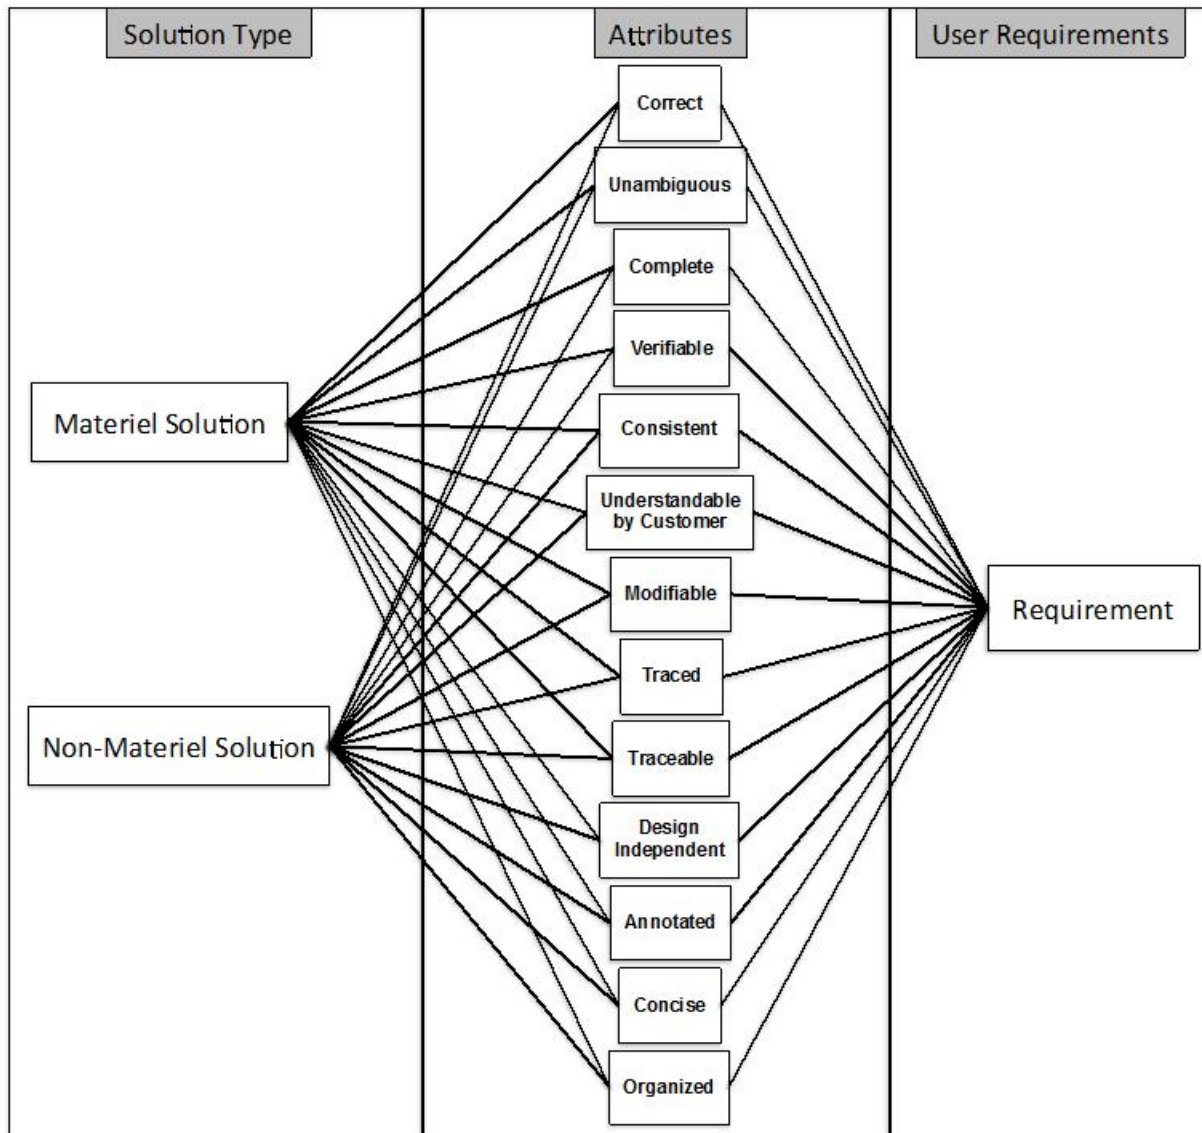 Solution Type
Attributes
User Requirements
Correct
Unambiguous
Complete
Verifiable
Materiel Solution
Consistent
Understandable
by Customer
Modifiable
Requirement
Traced
Non-Materiel Solution
Traceable
Design
Independent
Annotated
Concise
Organized